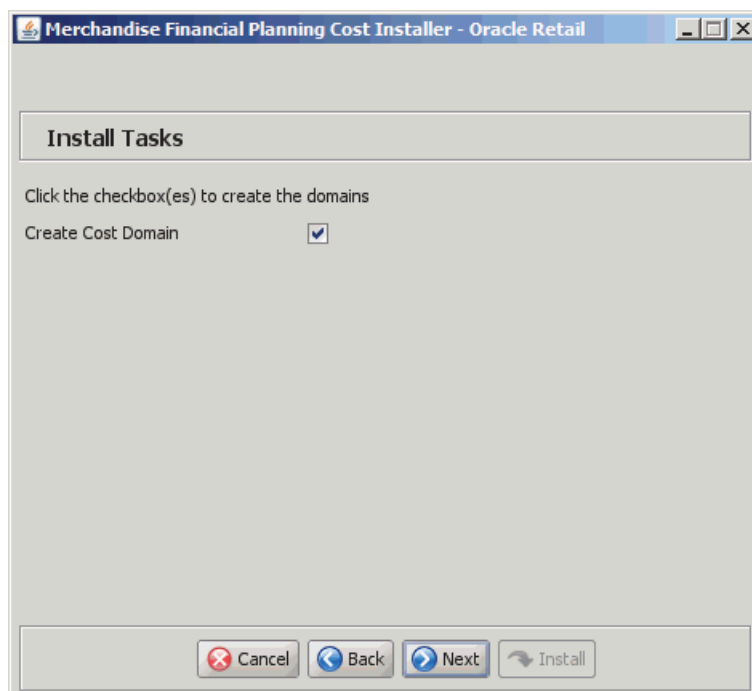 Merchandise Financial Planning Cost Installer - Oracle Retail
Install Tasks
Click the checkbox(es) to create the domains
Create Cost Domain
Cancel Back Next Install